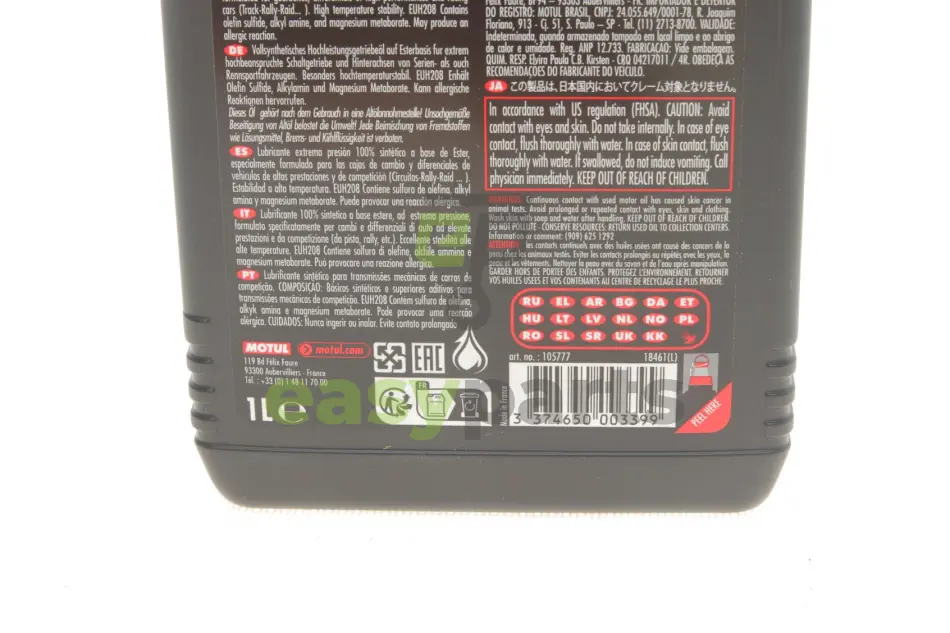 cars (Track-Rally-Raid... ). High temperature stability. EUH208 Contains
olefin sulfide, alkyl amine, and magnesium metaborate. May produce an
allergic reaction.
DE Vollsynthetisches Hochleistungsgetriebeöl auf Esterbasis fur extrem
hochbeanspruchte Schaltgetriebe und Hinterachsen von Serien- als auch
Rennsportfahrzeugen. Besonders hochtemperaturstabil. EUH208 Enhält
Olefin Sulfide, Alkylamin und Magnesium Metaborate. Kann allergische
Reaktionen hervorrufen.
Dieses Öl gehört nach dem Gebrauch in eine Altölannahmestelle! Unsachgemäße
Beseitigung von Altöl belastet die Umwelt! Jede Beimischung von Fremdstoffen
wie Lösungsmittel, Brems- und Kühlflüssigkeit ist verboten.
ES Lubricante extrema presión 100% sintético a base de Ester,
especialmente formulado para las cajas de cambio y diferenciales de
vehículos de altas prestaciones y de competición (Circuitos-Rally-Raid ... ).
Estabilidad a alta temperatura. EUH208 Contiene sulfuro de olefina, alkyl
amina y magnesium metaborate. Puede provocar una reacción alérgica.
IT Lubrificante 100% sintetico a base estere, ad estrema pressione,
formulato specificatamente per cambi e differenziali di auto ad elevate
prestazioni e da competizione (da pista, rally, etc.). Eccellente stabilità alle
alte temperature. EUH208 Contiene sulfuro di olefine, alchile ammina e
magnesium metaborate. Può provocare una reazione allergica.
PT Lubrificante sintético para transmissões mecânicas de carros de
competicão. COMPOSIÇAO: Básicos sintéticos e superiores aditivos para
transmissões mecânicas de competição. EUH208 Contém sulfuro de olefina,
alkyk amina e magnesium metaborate. Pode provocar uma reacção
alérgica. CUIDADOS: Nunca ingerir ou inalar. Evite contato prolongado
MOTUL motul.com
119 Bd Félix Faure
93300 Aubervilliers - France
Tél. : +33 (0) 1 48 11 70 00
1L e
EAC
FR
DO REGISTRO: MOTUL BRASIL, CNPJ: 24.055.649/0001-78, R. Joaquim
Floriano, 913 - Cj. 51, S. Paulo – SP - Tel. (11) 2713-8700. VALIDADE:
Indeterminada, quando armazenado tampado em local limpo e ao abrigo
de calor e umidade. Reg. ANP 12.733. FABRICACAO: Vide embalagem.
QUIM. RESP. Elvira Paula C.B. Kirsten - CRQ 04217011 / 4R. OBEDEÇA AS
RECOMENDACÕES DO FABRICANTE DO VEICULO.
JA この製品は、日本国内においてクレーム対象となりません。
In accordance with US regulation (FHSA). CAUTION: Avoid
contact with eyes and skin. Do not take internally. In case of eye
contact, flush thoroughly with water. In case of skin contact, flush
thoroughly with water. If swallowed, do not induce vomiting. Call
physician immediately. KEEP OUT OF REACH OF CHILDREN.
WARNINGS: Continuous contact with used motor oil has caused skin cancer in
animal tests. Avoid prolonged or repeated contact with eyes, skin and clothing.
Wash skin with soap and water after handling. KEEP OUT OF REACH OF CHILDREN.
DO NOT POLLUTE - CONSERVE RESOURCES: RETURN USED OIL TO COLLECTION CENTERS.
Information or comment: (909) 625 1292
ATTENTION: les contacts continuels avec des huiles usées ont causé des cancers de la
peau chez les animaux testés. Eviter les contacts prolongés ou répétés avec les yeux, la
peau et les vêtements. Nettoyer la peau avec du savon et de l'eau après manipulation.
GARDER HORS DE PORTEE DES ENFANTS. PROTEGEZ L'ENVIRONNEMENT. RETOURNER
VOS HUILES USEES ET VOS CONTENANTS AU CENTRE DE RECYCLAGE LE PLUS PROCHE.
RU EL AR BG DA ET
HU LT LV NL NO PL
RO SL SR UK KK
art. no. : 105777 18461(L)
Made in France
3 374650 003399
PEEL HERE
easyparts